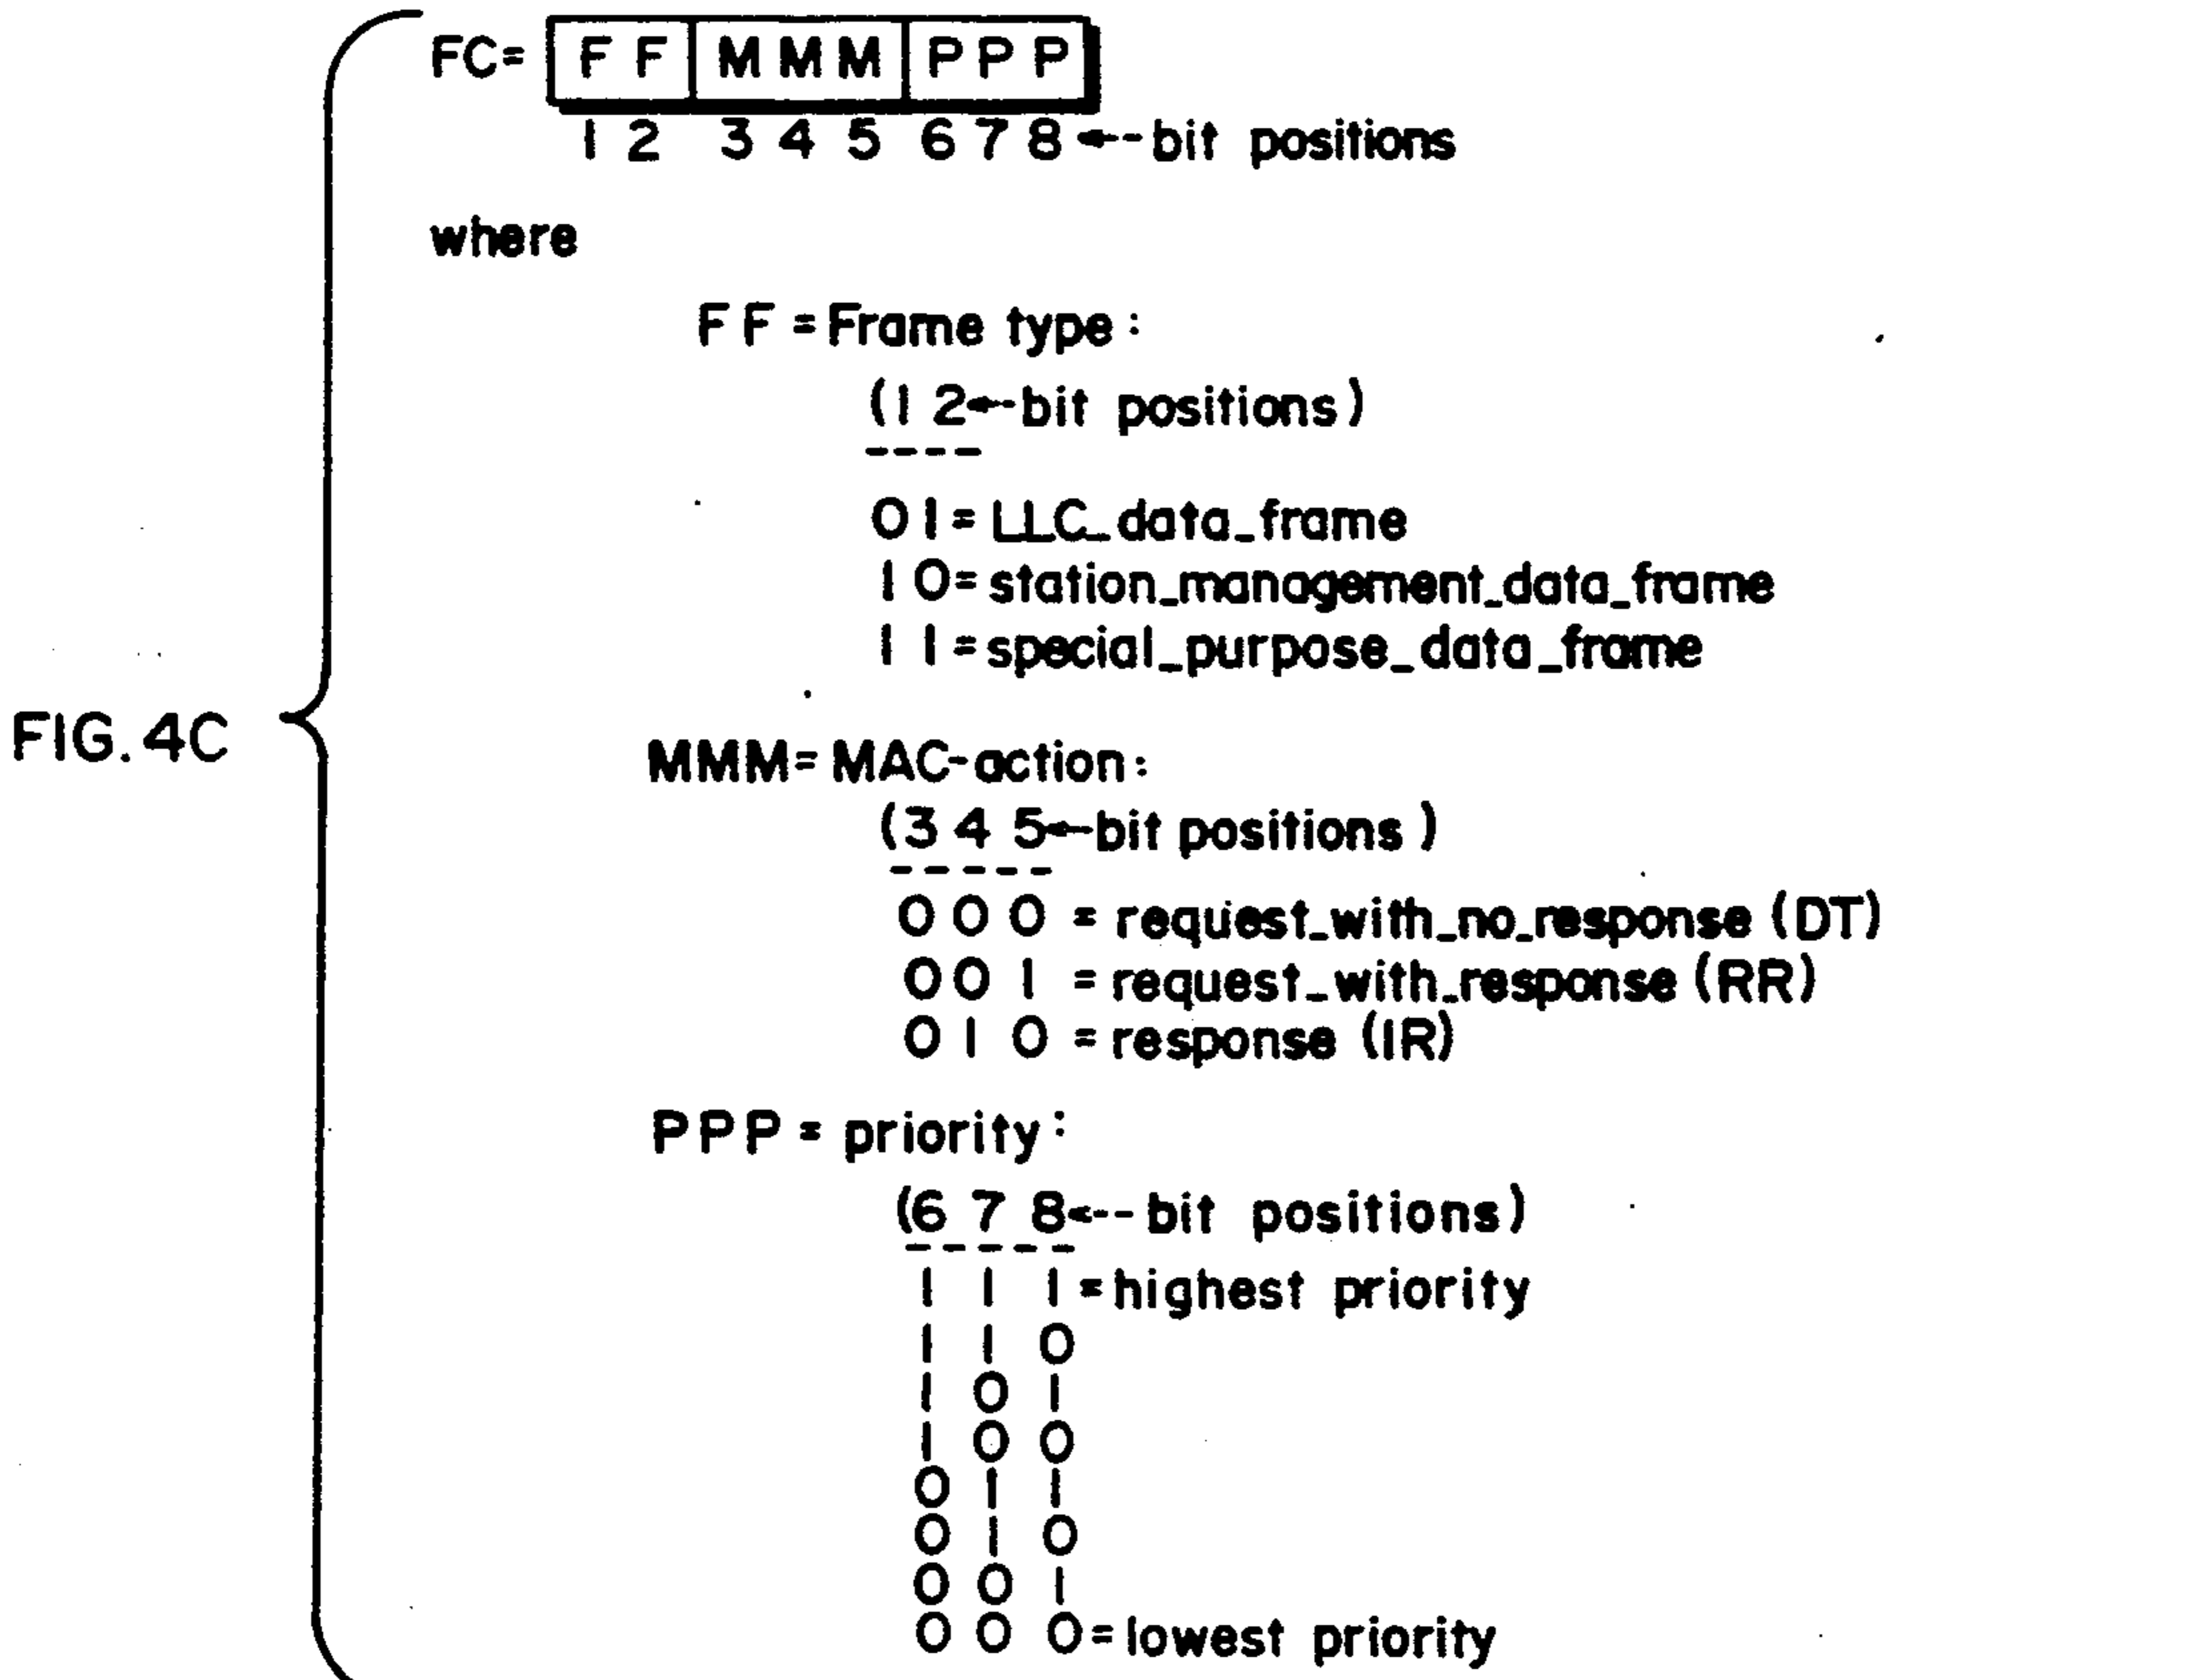 FC= F F M M M P P P
1 2 3 4 5 6 7 8 ←--bit positions
where
F F = Frame type:
(1 2←--bit positions)
----
0 1 = LLC_data_frame
1 0 = station_management_data_frame
1 1 = special_purpose_data_frame
FIG. 4C
MMM= MAC-action:
(3 4 5←--bit positions)
-----
0 0 0 = request_with_no_response (DT)
0 0 1 = request_with_response (RR)
0 1 0 = response (IR)
P P P = priority:
(6 7 8←-- bit positions)
-----
1 1 1 = highest priority
1 1 0
1 0 1
1 0 0
0 1 1
0 1 0
0 0 1
0 0 0 = lowest priority